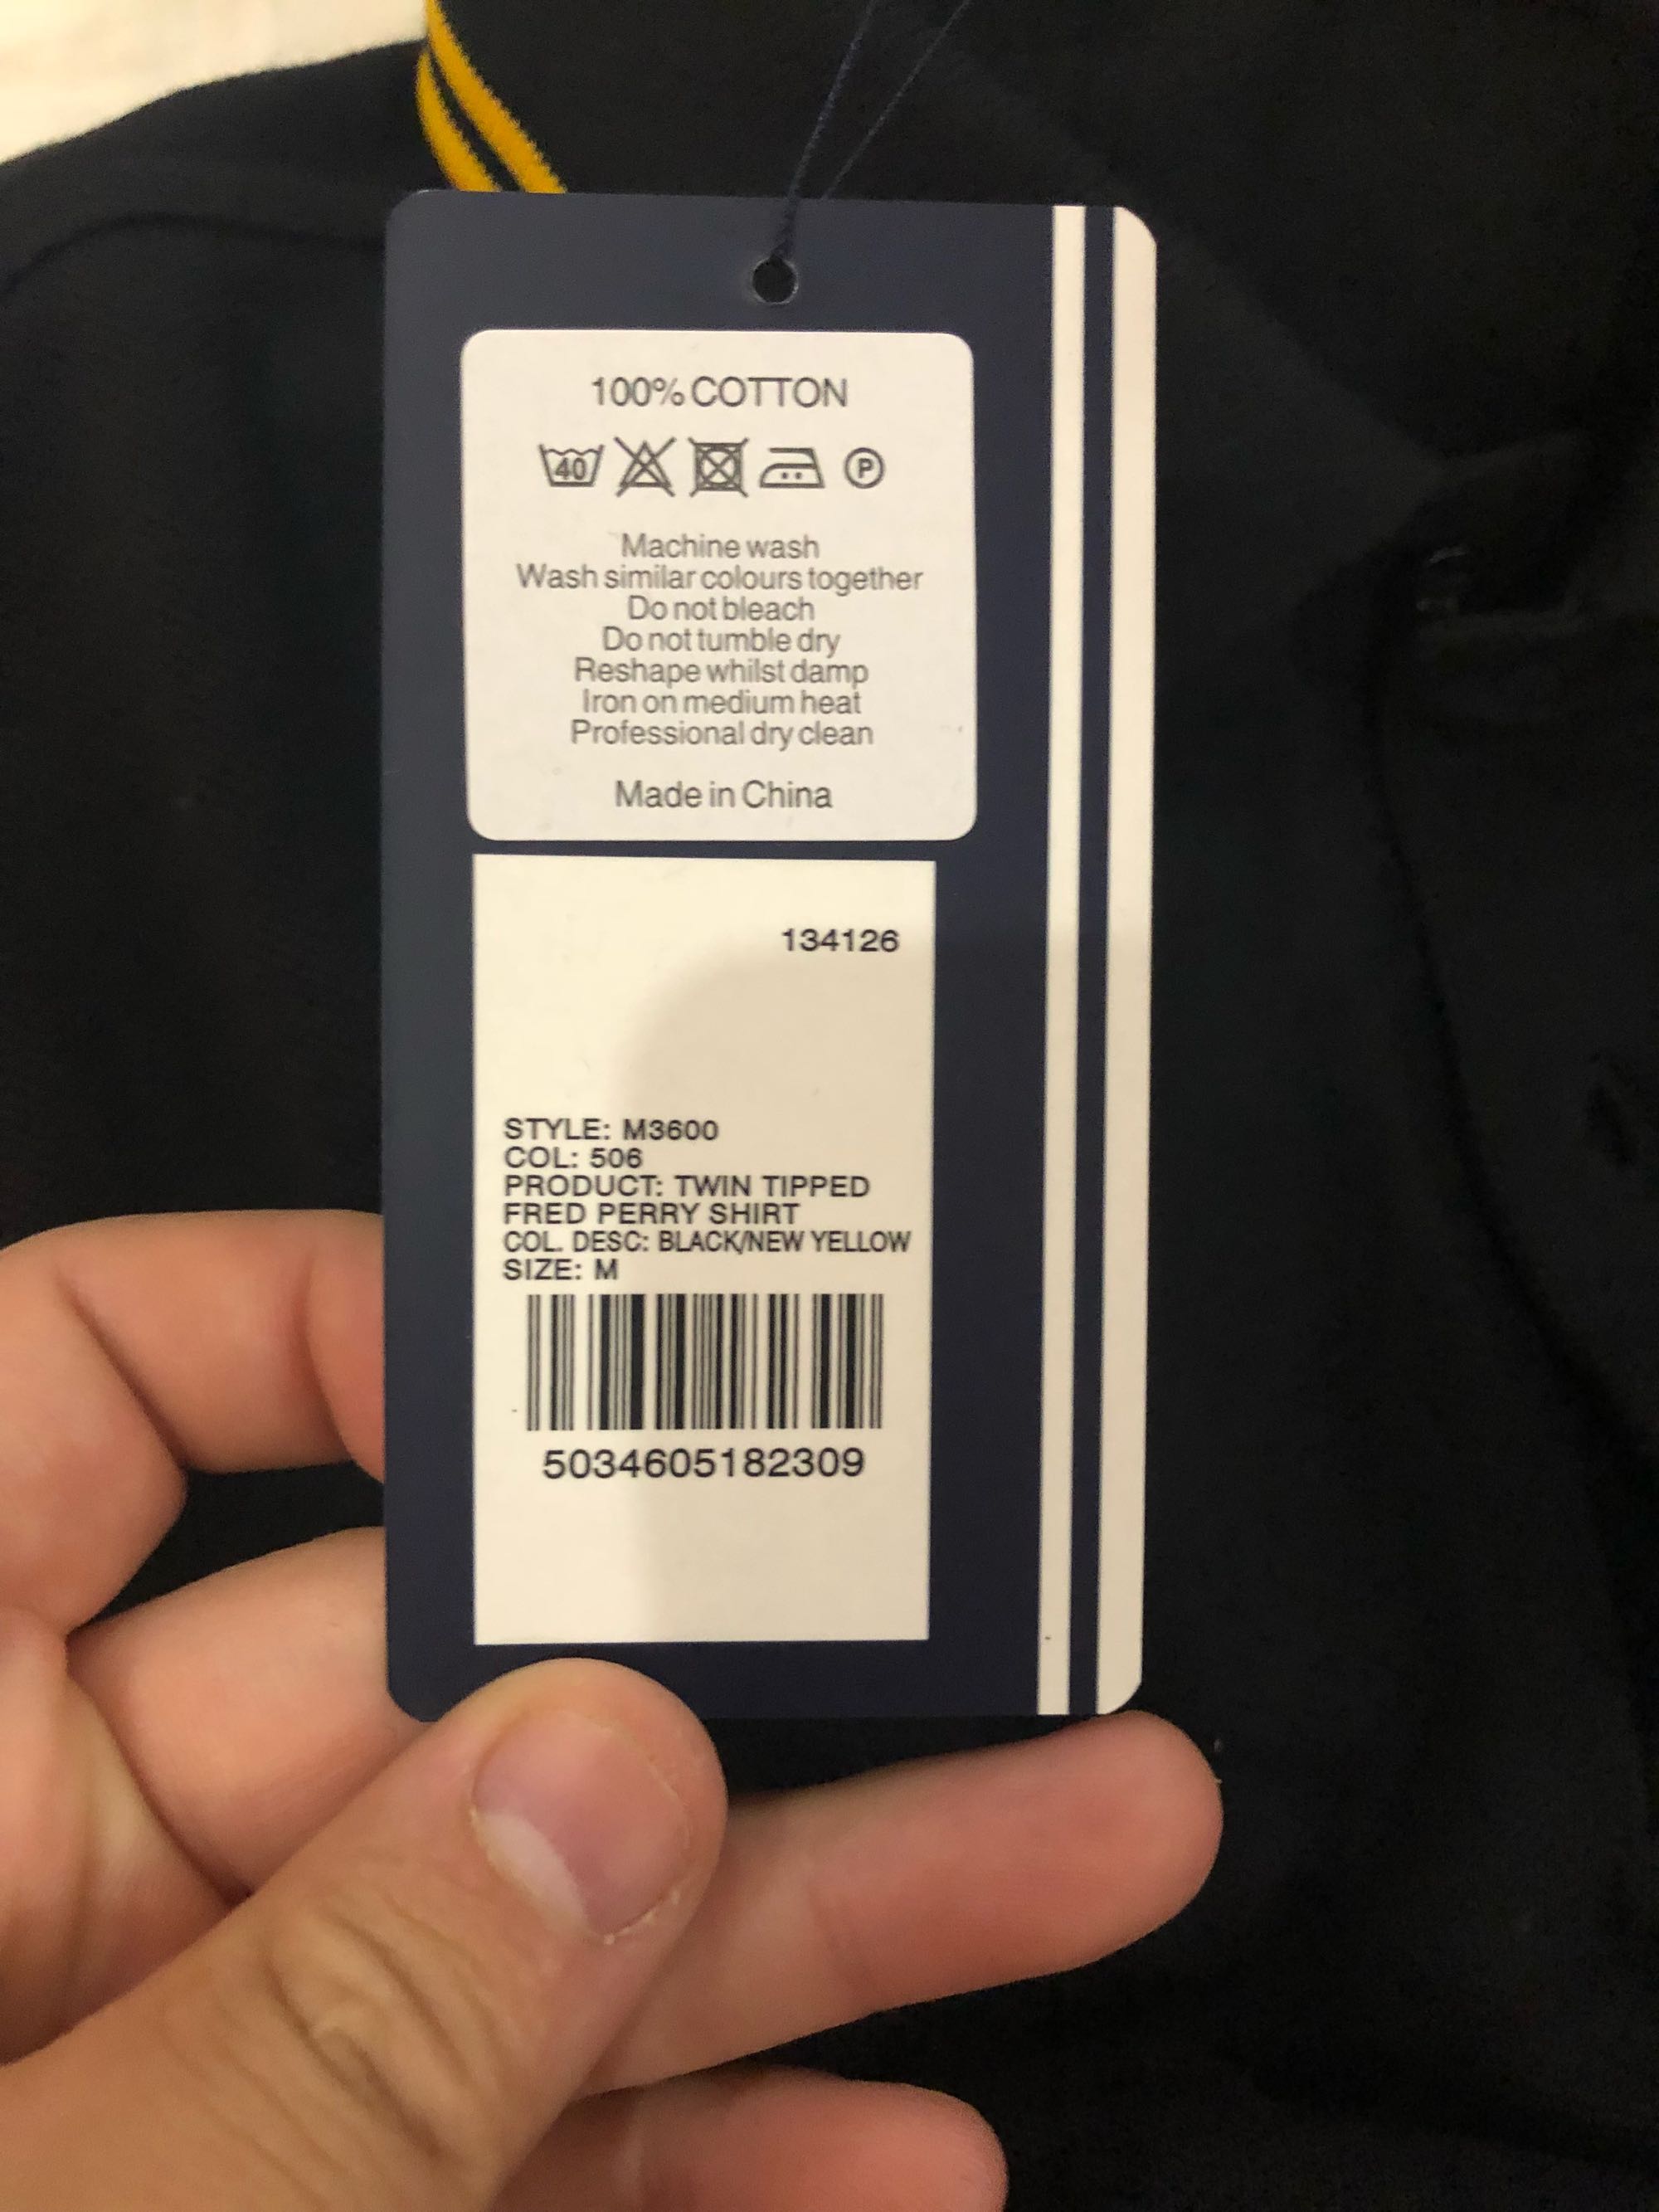 100% COTTON
40 P
Machine wash
Wash similar colours together
Do not bleach
Do not tumble dry
Reshape whilst damp
Iron on medium heat
Professional dry clean
Made in China
134126
STYLE: M3600
COL: 506
PRODUCT: TWIN TIPPED
FRED PERRY SHIRT
COL. DESC: BLACK/NEW YELLOW
SIZE: M
5034605182309